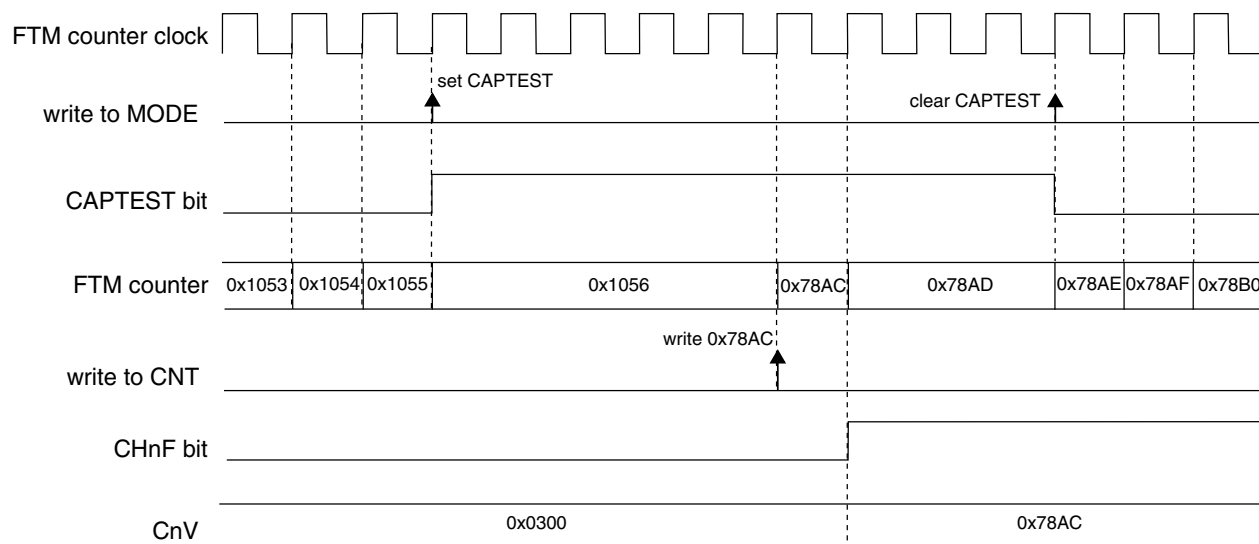 FTM counter clock
set CAPTEST
write to MODE
clear CAPTEST
CAPTEST bit
FTM counter
0x1053 0x1054 0x1055 0x1056 0x78AC 0x78AD 0x78AE 0x78AF 0x78B0
write 0x78AC
write to CNT
CHnF bit
CnV
0x0300 0x78AC